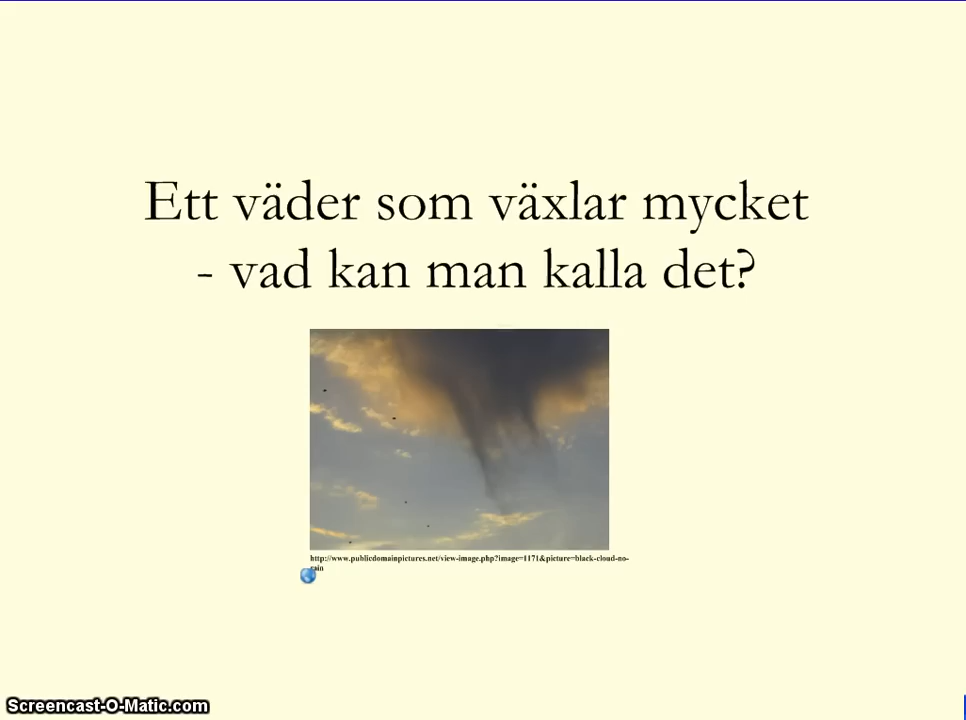 Ett väder som växlar mycket
- vad kan man kalla det?
http://www.publicdomainpictures.net/view-image.php?image=1171&picture=black-cloud-no-
rain
Screencast-O-Matic.com